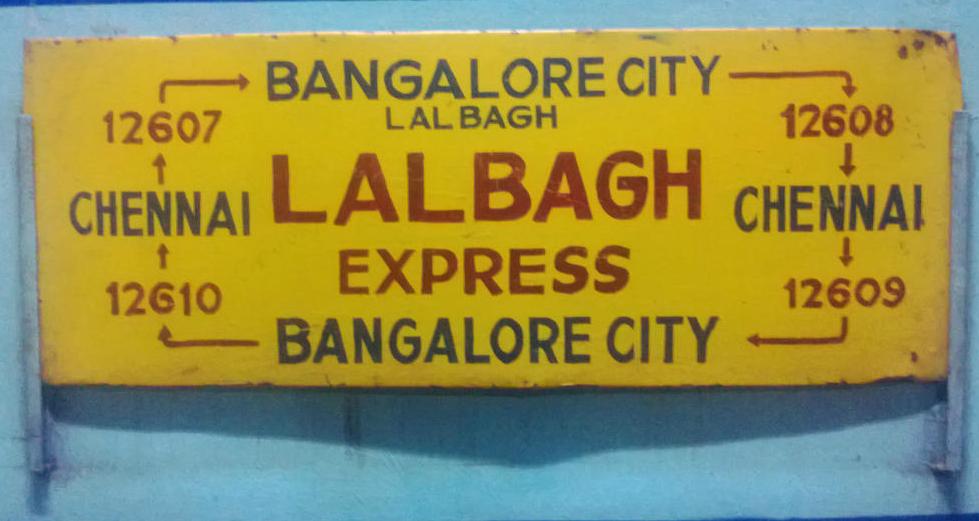 BANGALORE CITY
LALBAGH
12607
12608
LALBAGH
CHENNAI
CHENNAI
EXPRESS
12610
12609
BANGALORE CITY